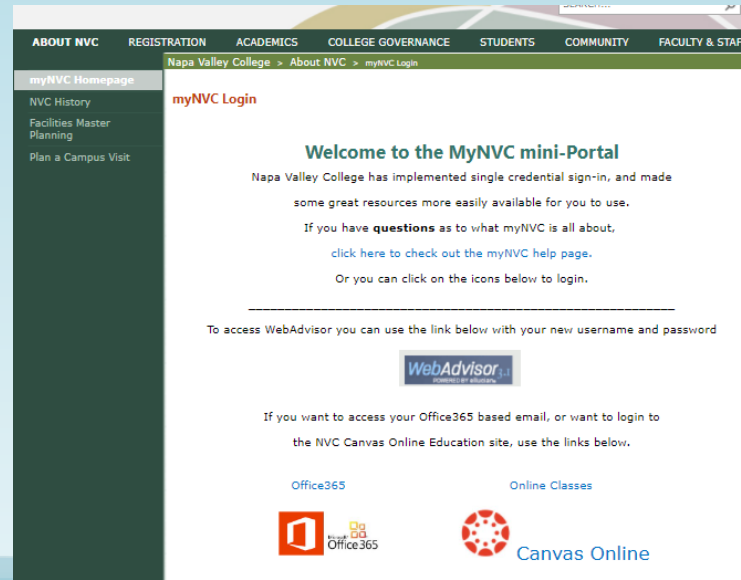 SEARCH...
ABOUT NVC REGISTRATION ACADEMICS COLLEGE GOVERNANCE STUDENTS COMMUNITY FACULTY & STAF
Napa Valley College > About NVC > myNVC Login
myNVC Homepage
NVC History
Facilities Master
Planning
Plan a Campus Visit
myNVC Login
Welcome to the MyNVC mini-Portal
Napa Valley College has implemented single credential sign-in, and made
some great resources more easily available for you to use.
If you have questions as to what myNVC is all about,
click here to check out the myNVC help page.
Or you can click on the icons below to login.
To access WebAdvisor you can use the link below with your new username and password
WebAdvisor 3.1
POWERED BY ellucian
If you want to access your Office365 based email, or want to login to
the NVC Canvas Online Education site, use the links below.
Office365 Online Classes
Microsoft
Office 365
Canvas Online